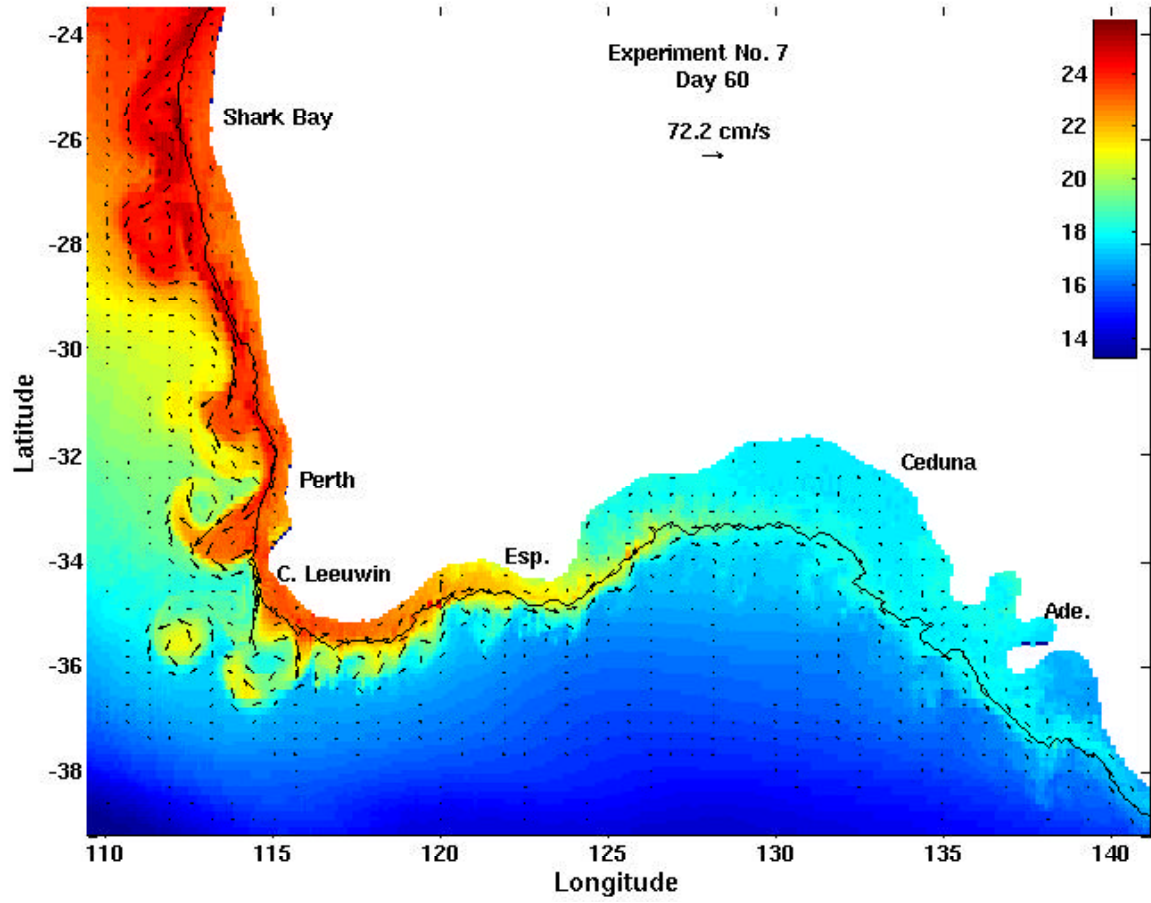 Experiment No. 7
Day 60
72.2 cm/s
Shark Bay
Perth
C. Leeuwin
Esp.
Ceduna
Ade.
24
22
20
18
16
14
Latitude
-24
-26
-28
-30
-32
-34
-36
-38
110
115
120
125
130
135
140
Longitude